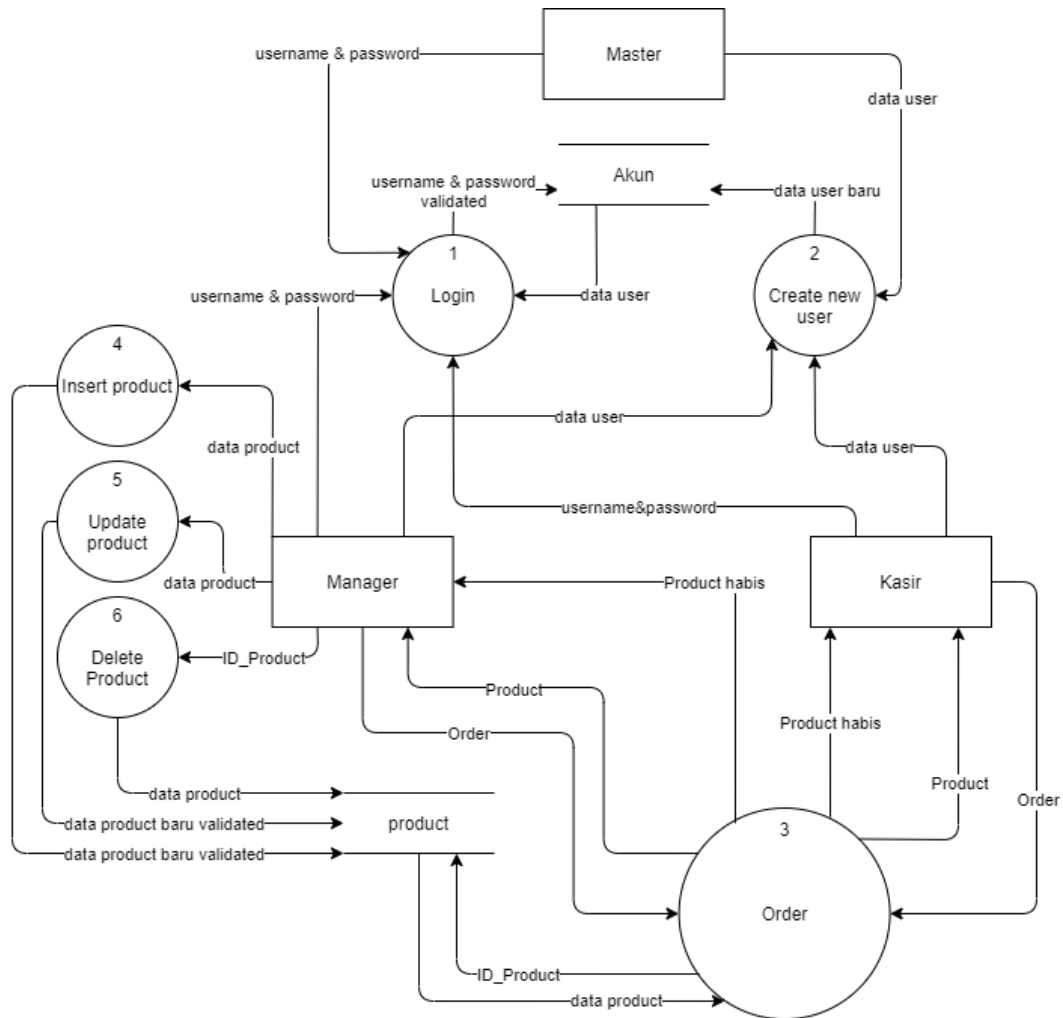 username & password
Master
data user
username & password
validated
Akun
data user baru
1
Login
2
Create new
user
username & password
data user
4
Insert product
data product
data user
data user
5
Update
product
username&password
data product
Manager
Product habis
Kasir
6
Delete
Product
ID_Product
Product
Order
Product habis
Product
Order
data product
data product baru validated
product
data product baru validated
3
Order
ID_Product
data product